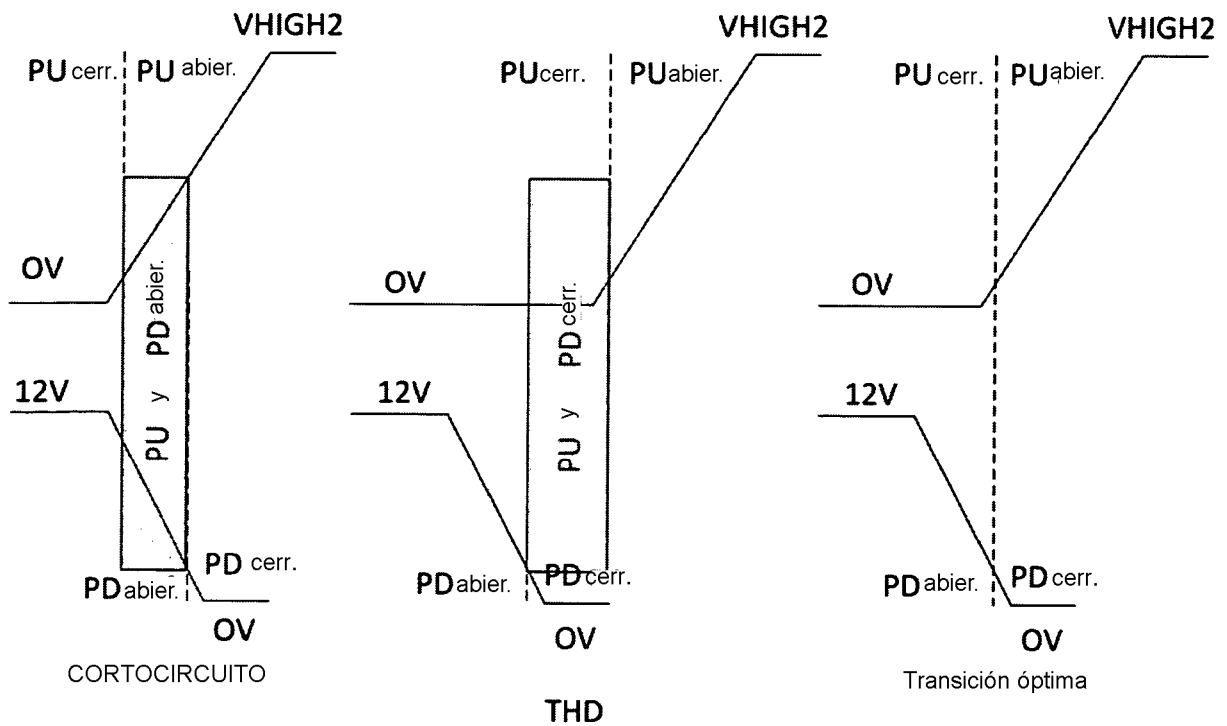 VHIGH2
PU cerr. PU abier.
OV
PU y PD abier.
12V
PD abier. PD cerr.
OV
CORTOCIRCUITO
VHIGH2
PU cerr. PU abier.
OV
PU y PD cerr.
12V
PD abier. PD cerr.
OV
THD
VHIGH2
PU cerr. PU abier.
OV
12V
PD abier. PD cerr.
OV
Transición óptima